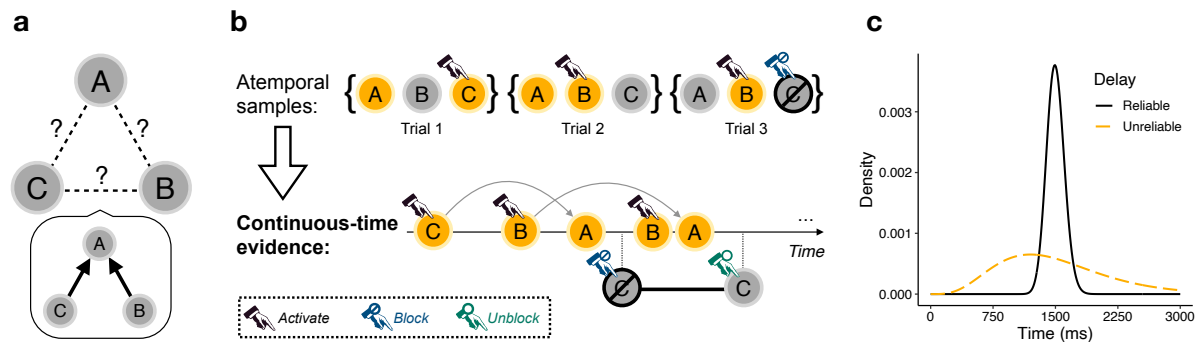 a
A
?
?
C
?
B
A
C
B
b
Atemporal
samples:
{ A B C } { A B C } { A B C }
Trial 1
Trial 2
Trial 3
Continuous-time
evidence:
C B A B A
...
Time
C
C
Activate
Block
Unblock
c
Density
0.003
0.002
0.001
0.000
0
750
1500
2250
3000
Time (ms)
Delay
Reliable
Unreliable